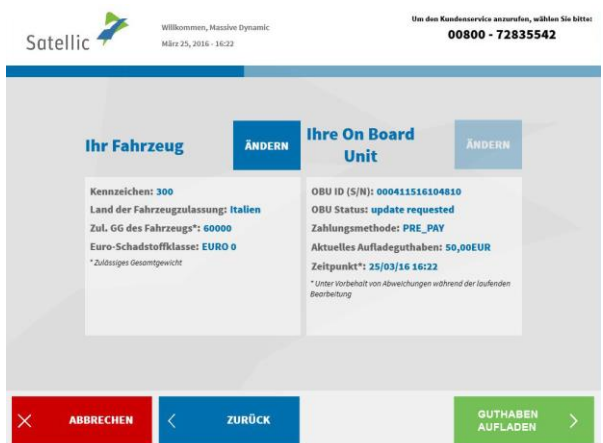 Satellic
Willkommen, Massive Dynamic
März 25, 2016 - 16:22
Um den Kundenservice anzurufen, wählen Sie bitte:
00800 - 72835542
Ihr Fahrzeug
ÄNDERN
Kennzeichen: 300
Land der Fahrzeugzulassung: Italien
Zul. GG des Fahrzeugs*: 60000
Euro-Schadstoffklasse: EURO 0
* Zulässiges Gesamtgewicht
Ihre On Board
Unit
ÄNDERN
OBU ID (S/N): 000411516104810
OBU Status: update requested
Zahlungsmethode: PRE_PAY
Aktuelles Aufladeguthaben: 50,00EUR
Zeitpunkt*: 25/03/16 16:22
* Unter Vorbehalt von Abweichungen während der laufenden
Bearbeitung
ABBRECHEN
ZURÜCK
GUTHABEN
AUFLADEN